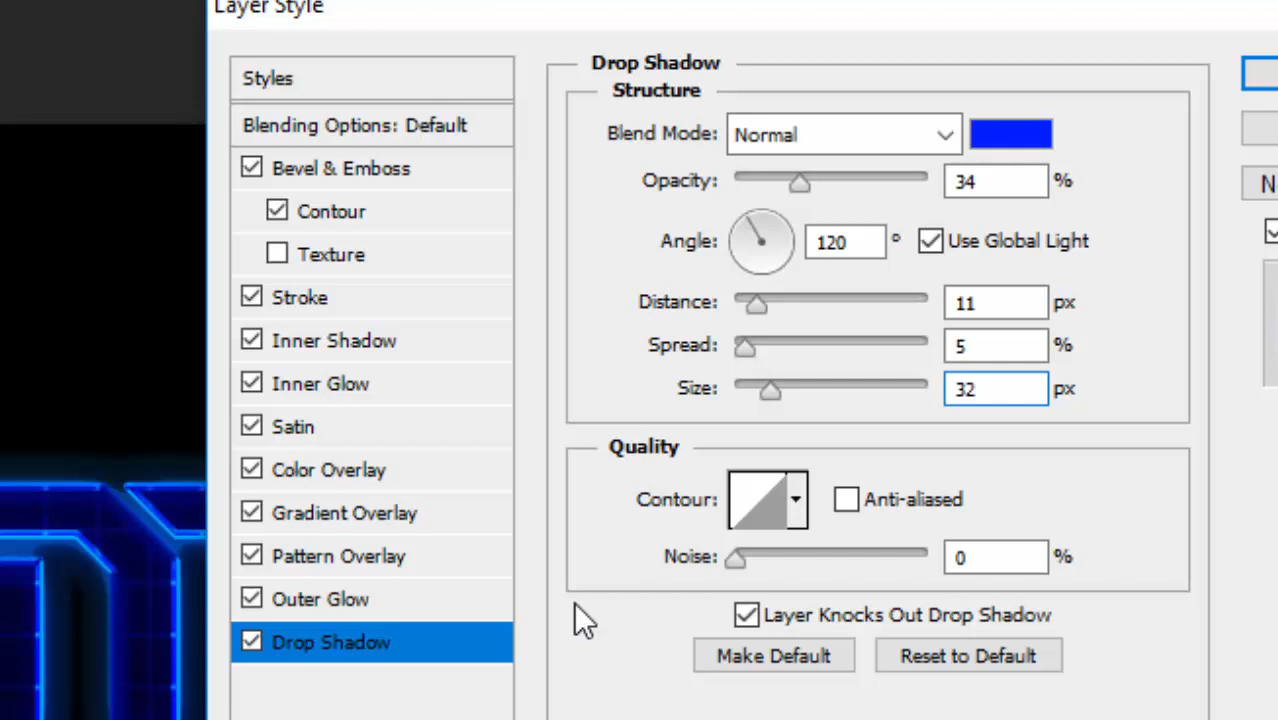 Layer Style
Styles
Blending Options: Default
Bevel & Emboss
Contour
Texture
Stroke
Inner Shadow
Inner Glow
Satin
Color Overlay
Gradient Overlay
Pattern Overlay
Outer Glow
Drop Shadow
Drop Shadow
Structure
Blend Mode: Normal
Opacity: 34 %
Angle: 120 ° Use Global Light
Distance: 11 px
Spread: 5 %
Size: 32 px
Quality
Contour: Anti-aliased
Noise: 0 %
Layer Knocks Out Drop Shadow
Make Default Reset to Default
N